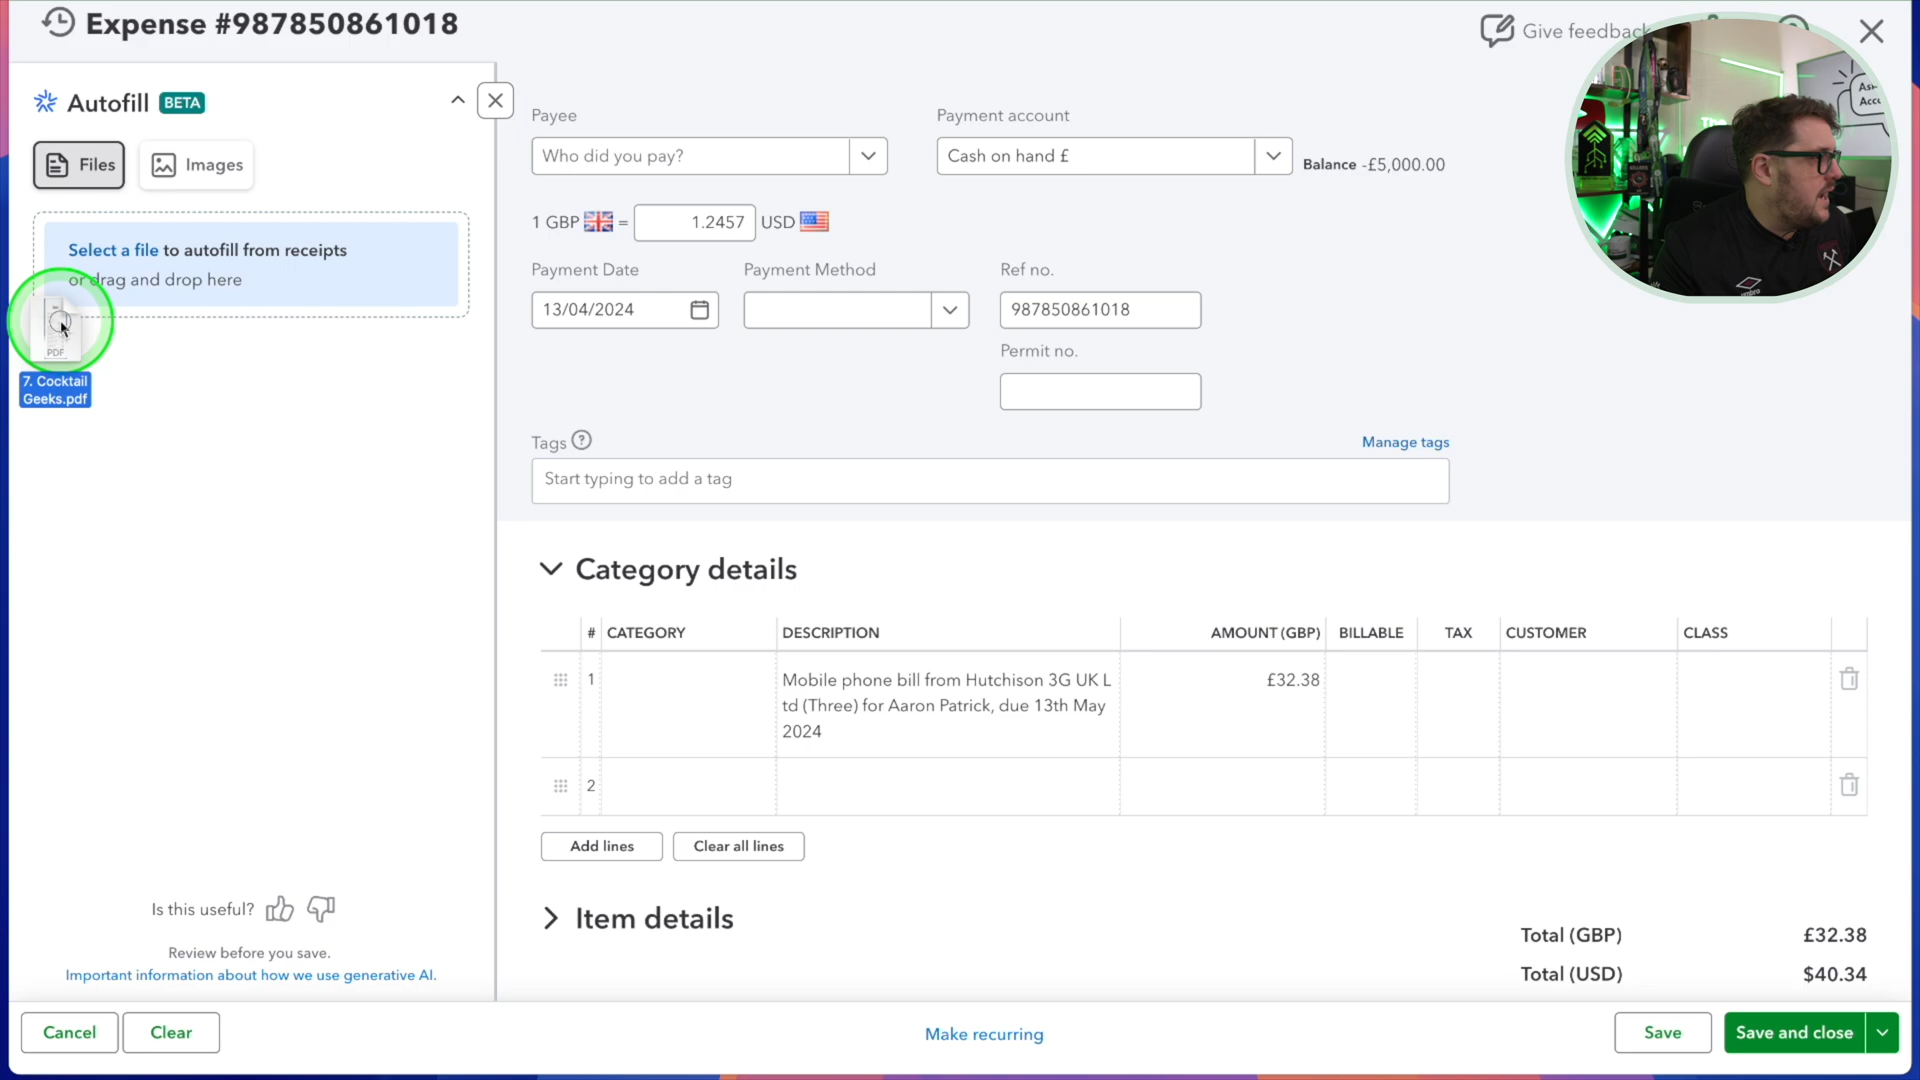 Expense #987850861018
Give feedback
Autofill BETA
Files
Images
Select a file to autofill from receipts
or drag and drop here
PDF
7. Cocktail
Geeks.pdf
Payee
Who did you pay?
Payment account
Cash on hand £
Balance -£5,000.00
1 GBP = 1.2457 USD
Payment Date
13/04/2024
Payment Method
Ref no.
987850861018
Permit no.
Tags
Manage tags
Start typing to add a tag
Category details
# CATEGORY DESCRIPTION AMOUNT (GBP) BILLABLE TAX CUSTOMER CLASS
1 Mobile phone bill from Hutchison 3G UK L £32.38
td (Three) for Aaron Patrick, due 13th May
2024
2
Add lines
Clear all lines
Item details
Total (GBP) £32.38
Total (USD) $40.34
Is this useful?
Review before you save.
Important information about how we use generative AI.
Cancel
Clear
Make recurring
Save
Save and close